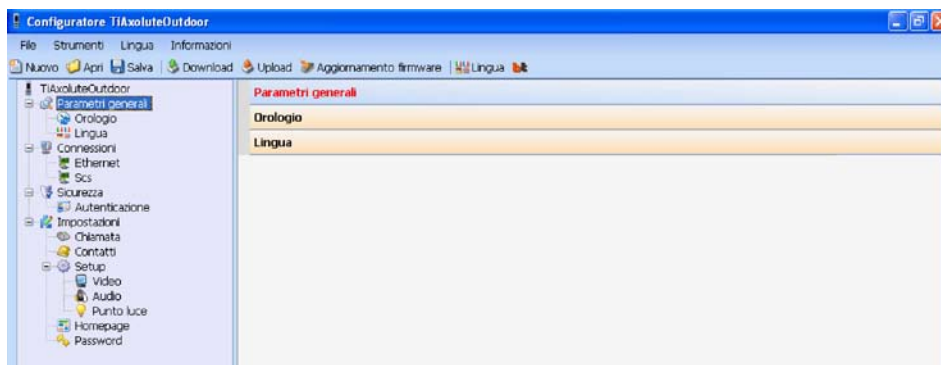 Configuratore TiAxoluteOutdoor
File Strumenti Lingua Informazioni
Nuovo Apri Salva Download Upload Aggiornamento firmware Lingua
TiAxoluteOutdoor
Parametri generali
Orologio
Lingua
Connessioni
Ethernet
Scs
Sicurezza
Autenticazione
Impostazioni
Chiamata
Contatti
Setup
Video
Audio
Punto luce
Homepage
Password
Parametri generali
Orologio
Lingua